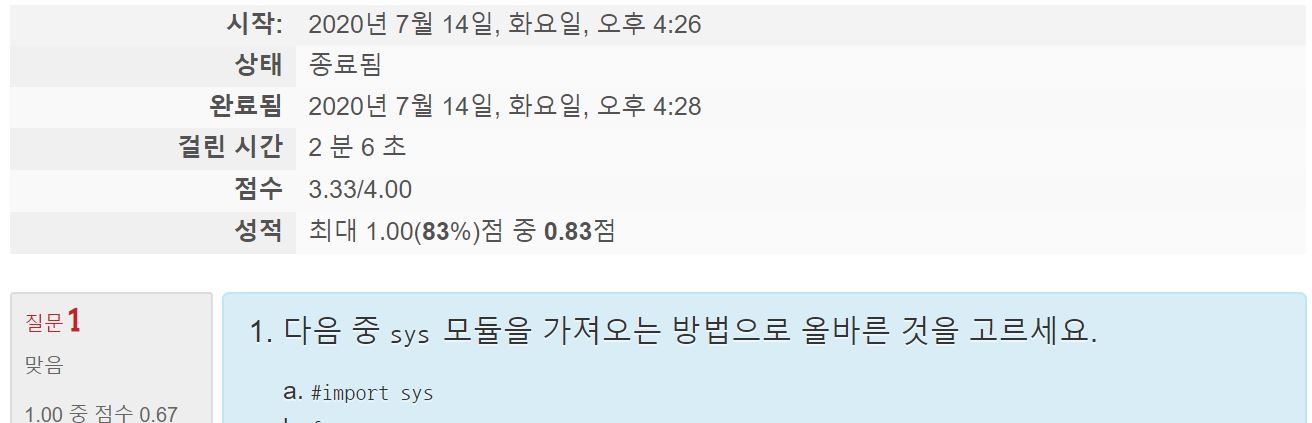 시작: 2020년 7월 14일, 화요일, 오후 4:26
상태 종료됨
완료됨 2020년 7월 14일, 화요일, 오후 4:28
걸린 시간 2 분 6 초
점수 3.33/4.00
성적 최대 1.00(83%)점 중 0.83점
질문 1
맞음
1.00 중 점수 0.67
1. 다음 중 sys 모듈을 가져오는 방법으로 올바른 것을 고르세요.
a. #import sys